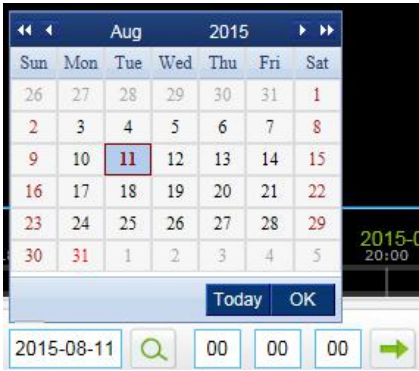 Aug 2015
Sun Mon Tue Wed Thu Fri Sat
26 27 28 29 30 31 1
2 3 4 5 6 7 8
9 10 11 12 13 14 15
16 17 18 19 20 21 22
23 24 25 26 27 28 29
30 31 1 2 3 4 5
2015-0
20:00
Today OK
2015-08-11 00 00 00